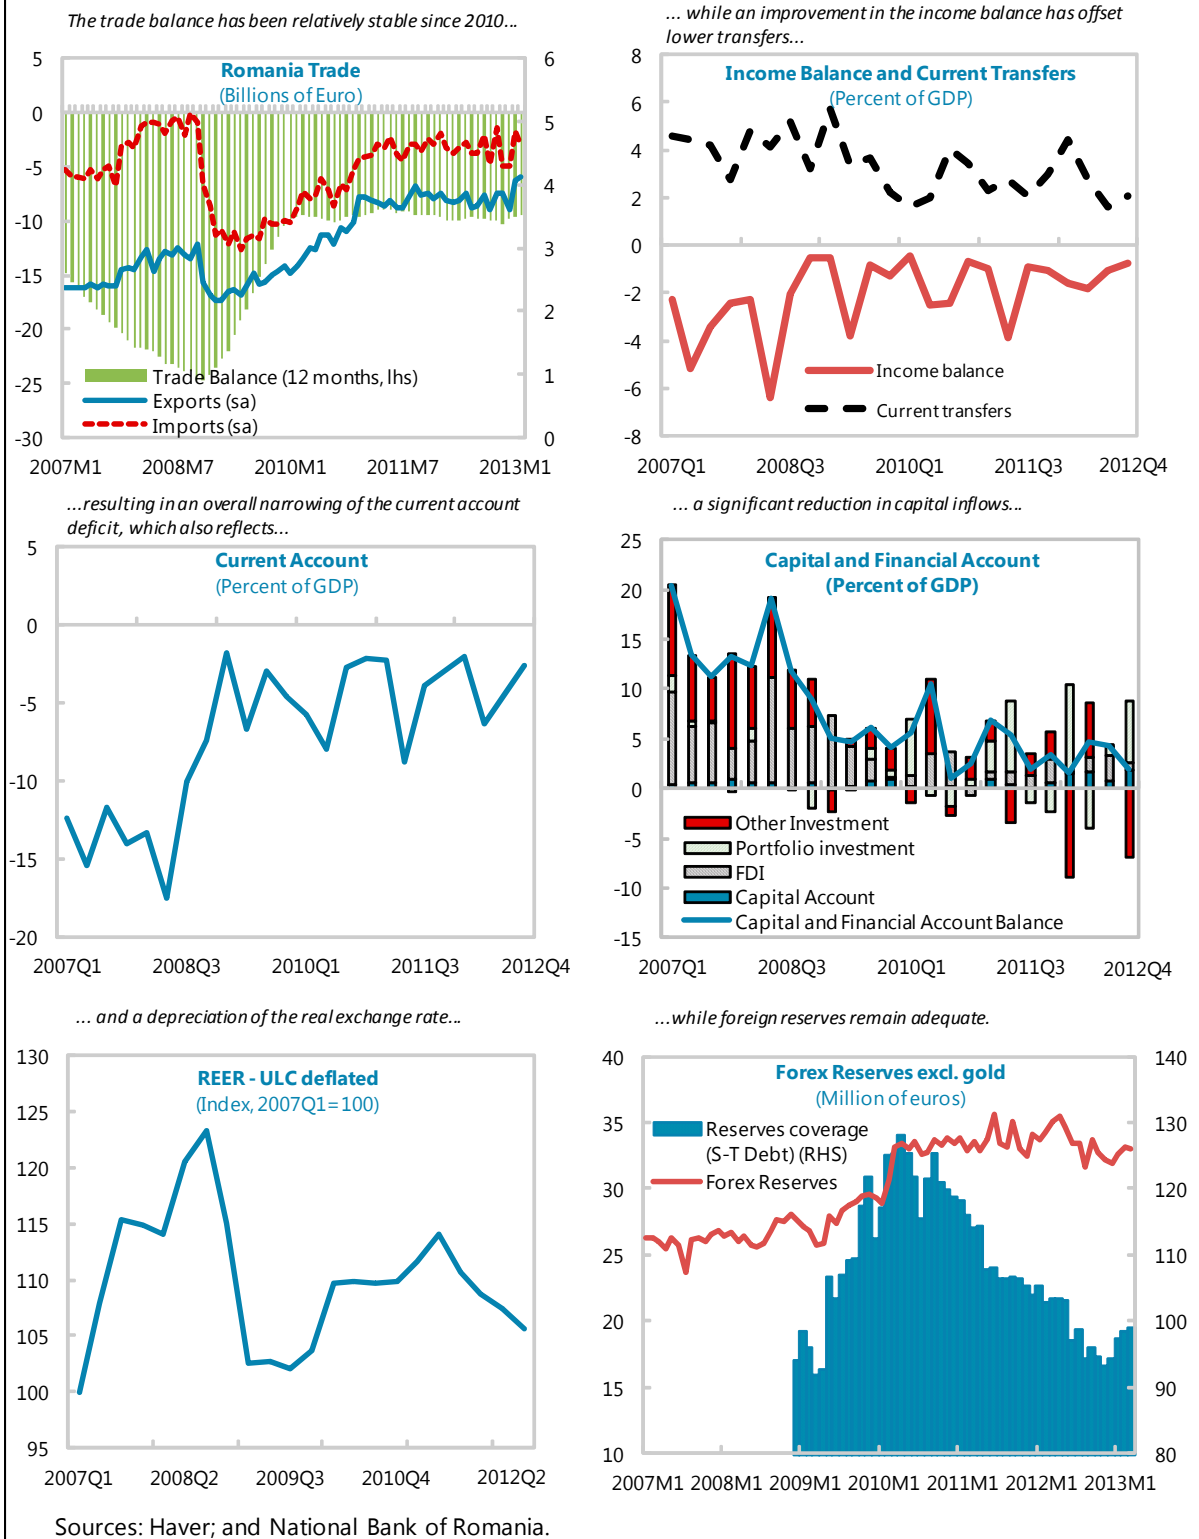 The trade balance has been relatively stable since 2010...
5
0
-5
-10
-15
-20
-25
-30
6
5
4
3
2
1
0
Romania Trade
(Billions of Euro)
Trade Balance (12 months, lhs)
Exports (sa)
Imports (sa)
2007M1 2008M7 2010M1 2011M7 2013M1
... while an improvement in the income balance has offset
lower transfers...
8
6
4
2
0
-2
-4
-6
-8
Income Balance and Current Transfers
(Percent of GDP)
Income balance
Current transfers
2007Q1 2008Q3 2010Q1 2011Q3 2012Q4
...resulting in an overall narrowing of the current account
deficit, which also reflects...
5
0
-5
-10
-15
-20
Current Account
(Percent of GDP)
2007Q1 2008Q3 2010Q1 2011Q3 2012Q4
... a significant reduction in capital inflows...
25
20
15
10
5
0
-5
-10
-15
Capital and Financial Account
(Percent of GDP)
Other Investment
Portfolio investment
FDI
Capital Account
Capital and Financial Account Balance
2007Q1 2008Q3 2010Q1 2011Q3 2012Q4
... and a depreciation of the real exchange rate...
130
125
120
115
110
105
100
95
REER - ULC deflated
(Index, 2007Q1=100)
2007Q1 2008Q2 2009Q3 2010Q4 2012Q2
...while foreign reserves remain adequate.
40
35
30
25
20
15
10
140
130
120
110
100
90
80
Forex Reserves excl. gold
(Million of euros)
Reserves coverage
(S-T Debt) (RHS)
Forex Reserves
2007M1 2008M1 2009M1 2010M1 2011M1 2012M1 2013M1
Sources: Haver; and National Bank of Romania.